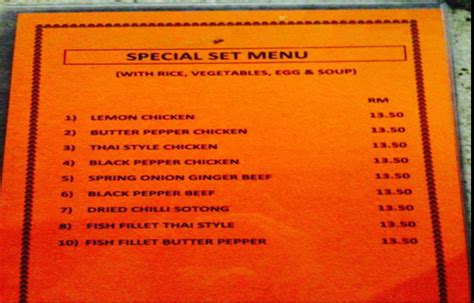 SPECIAL SET MENU
(WITH RICE, VEGETABLES, EGG & SOUP)
RM
1) LEMON CHICKEN 13.50
2) BUTTER PEPPER CHICKEN 13.50
3) THAI STYLE CHICKEN 13.50
4) BLACK PEPPER CHICKEN 13.50
5) SPRING ONION GINGER BEEF 13.50
6) BLACK PEPPER BEEF 13.50
7) DRIED CHILLI SOTONG 13.50
8) FISH FILLET THAI STYLE 13.50
10) FISH FILLET BUTTER PEPPER 13.50